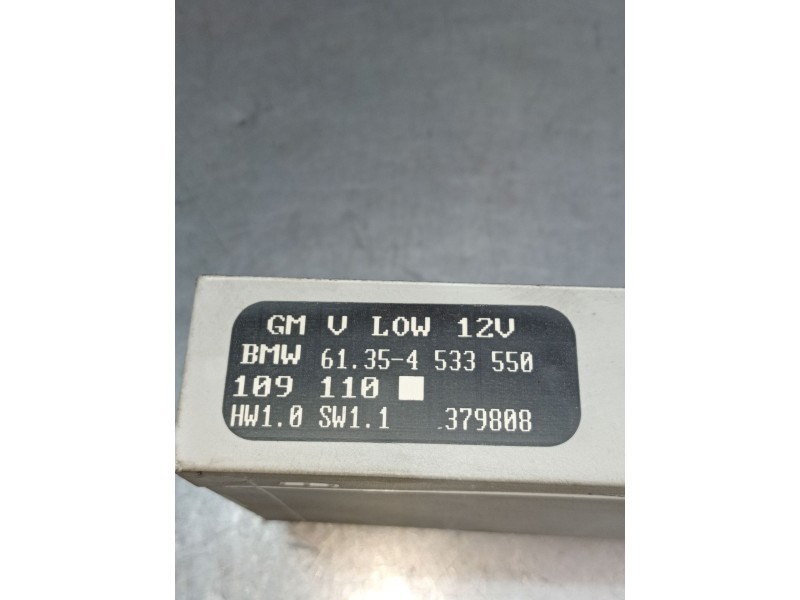 GM V LOW 12V
BMW 61.35-4 533 550
109 110
HW1.0 SW1.1 .379808